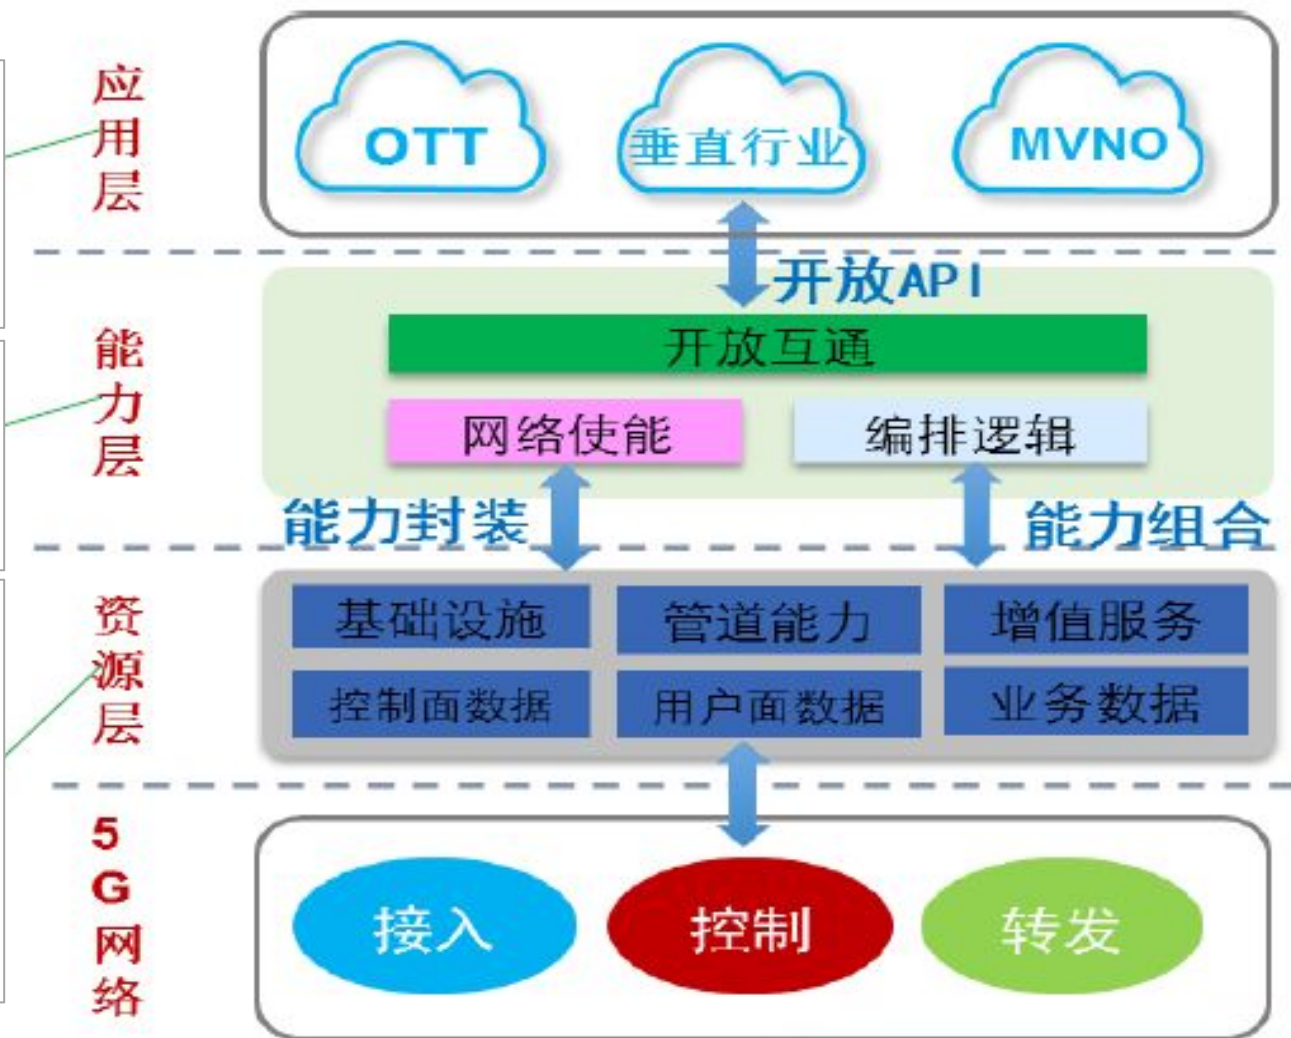 应用层
OTT
垂直行业
MVNO
开放API
能力层
开放互通
网络使能
编排逻辑
能力封装
能力组合
资源层
基础设施
管道能力
增值服务
控制面数据
用户面数据
业务数据
5G网络
接入
控制
转发